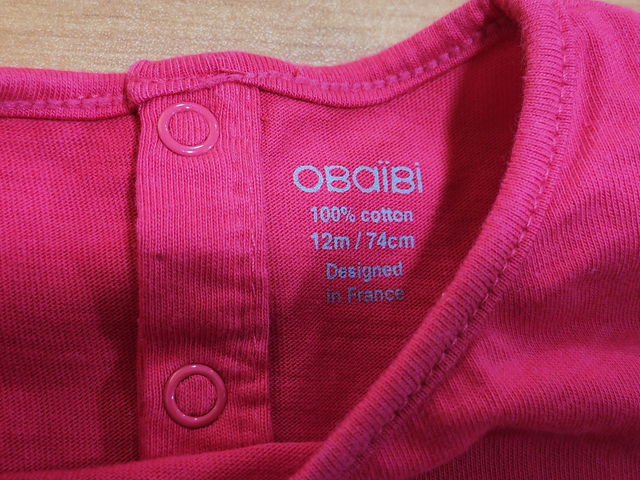 OBAÏBI
100% cotton
12m / 74cm
Designed
in France